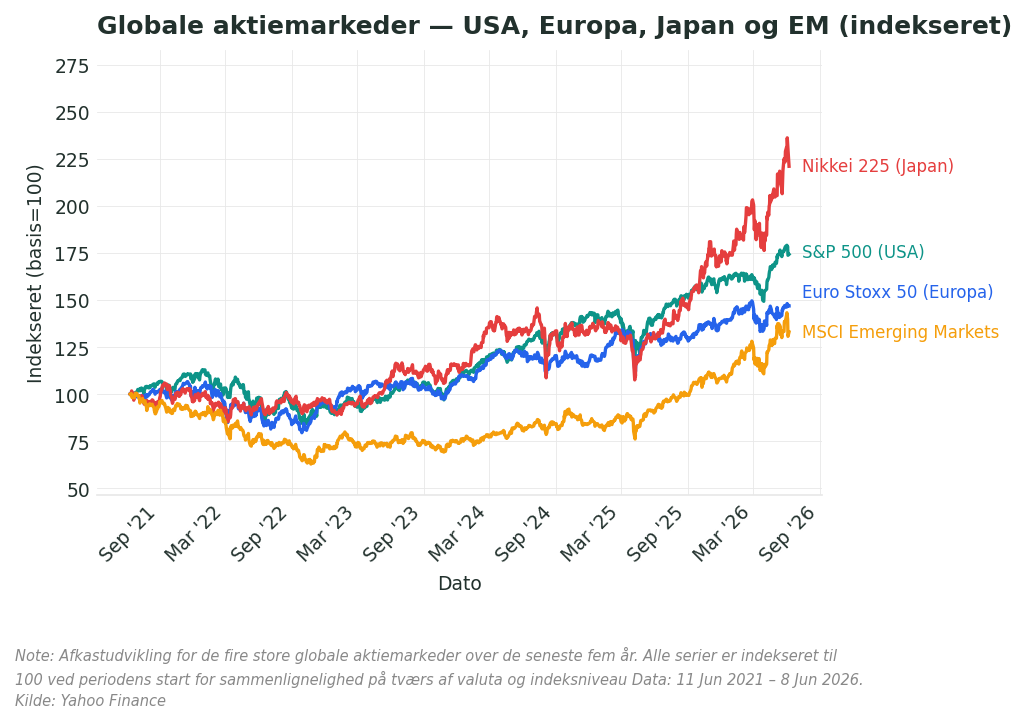 Globale aktiemarkeder — USA, Europa, Japan og EM (indekseret)
275
250
225
200
175
150
125
100
75
50
Indekseret (basis=100)
Nikkei 225 (Japan)
S&P 500 (USA)
Euro Stoxx 50 (Europa)
MSCI Emerging Markets
Sep '21
Mar '22
Sep '22
Mar '23
Sep '23
Mar '24
Sep '24
Mar '25
Sep '25
Mar '26
Sep '26
Dato
Note: Afkastudvikling for de fire store globale aktiemarkeder over de seneste fem år. Alle serier er indekseret til
100 ved periodens start for sammenlignelighed på tværs af valuta og indeksniveau Data: 11 Jun 2021 – 8 Jun 2026.
Kilde: Yahoo Finance